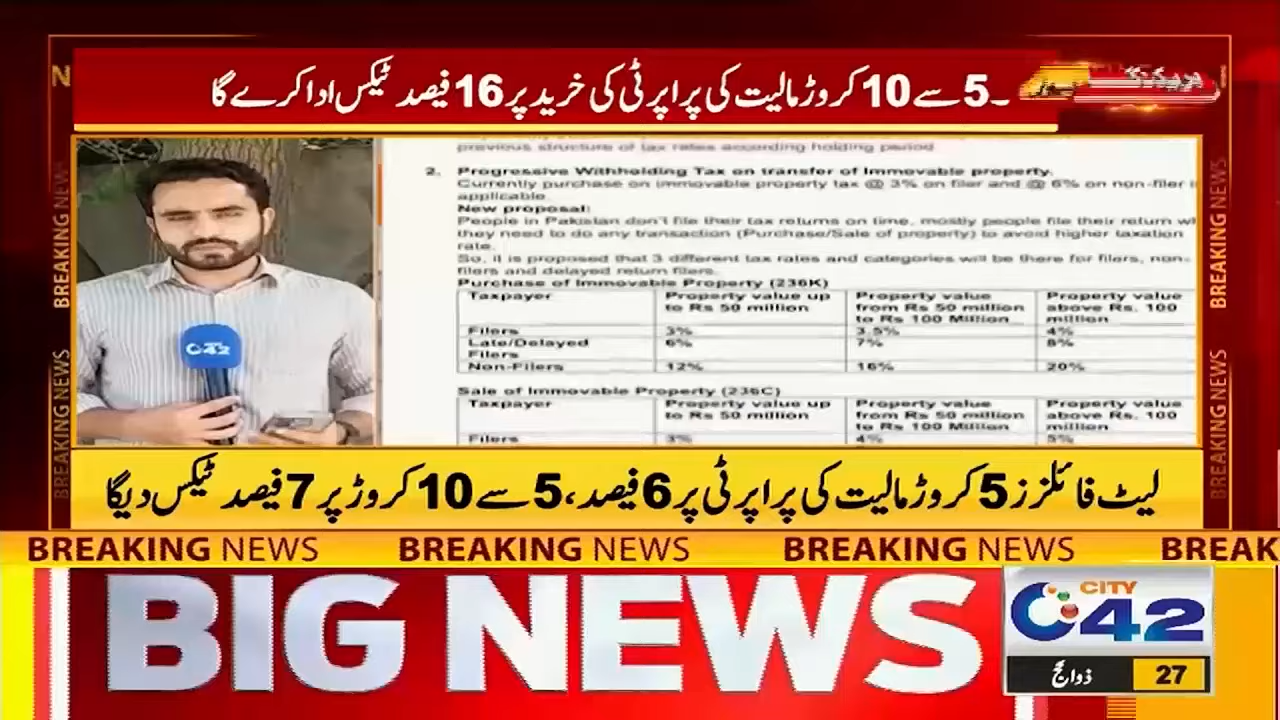 ۔5 سے 10 کروڑ مالیت کی پراپرٹی کی خرید پر 16 فیصد ٹیکس ادا کرے گا
previous structure of tax rates according holding period
2. Progressive Withholding Tax on transfer of Immovable property.
Currently purchase on immovable property tax @ 3% on filer and @ 6% on non-filer is
applicable.
New proposal:
People in Pakistan don't file their tax returns on time, mostly people file their return wh
they need to do any transaction (Purchase/Sale of property) to avoid higher taxation
rate.
So, it is proposed that 3 different tax rates and categories will be there for filers, non-
filers and delayed return filers.
Purchase of Immovable Property (236K)
Taxpayer Property value up to Rs 50 million Property value from Rs 50 million to Rs 100 Million Property value above Rs. 100 million
Filers 3% 3.5% 4%
Late/Delayed Filers 6% 7% 8%
Non-Filers 12% 16% 20%
Sale of Immovable Property (236C)
Taxpayer Property value up to Rs 50 million Property value from Rs 50 million to Rs 100 Million Property value above Rs. 100 million
Filers 3% 4% 5%
C42
BREAKING NEWS
BREAKING NEWS
BREAKING NEWS
BREAKING NEWS
لیٹ فائلرز 5 کروڑ مالیت کی پراپرٹی پر 6 فیصد، 5 سے 10 کروڑ پر 7 فیصد ٹیکس دیگا
BREAKING NEWS BREAKING NEWS BREAKING NEWS BREAK
BIG NEWS
CITY
42
ذوالحج 27